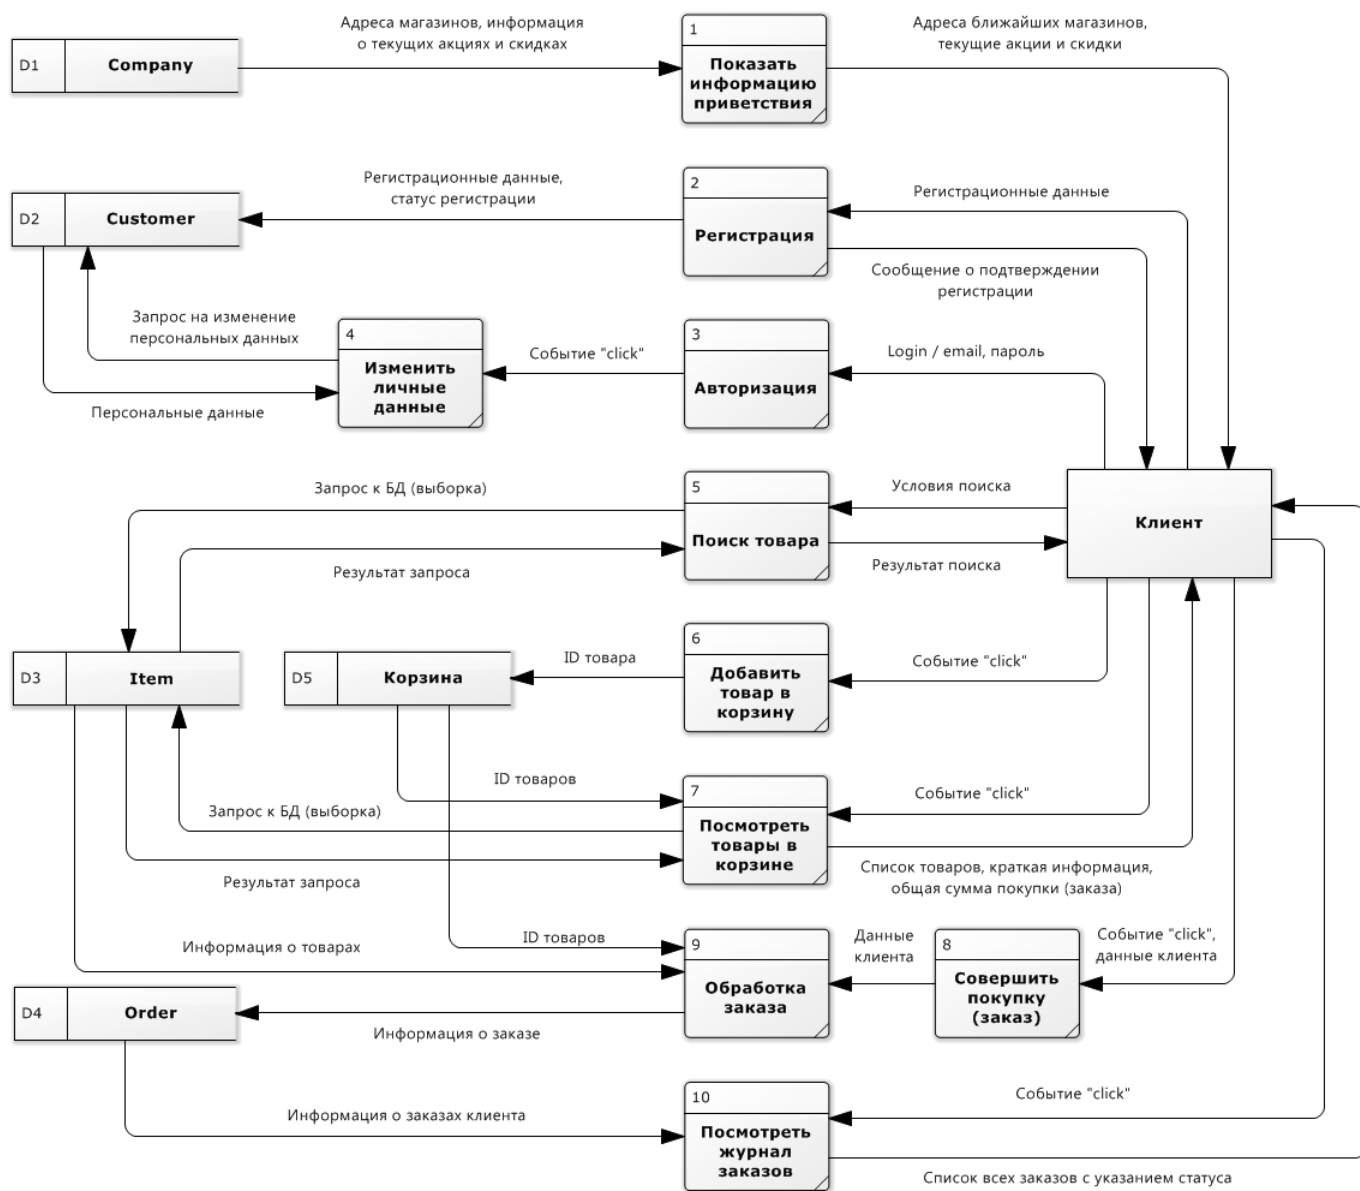 Адреса магазинов, информация
о текущих акциях и скидках
1
Адреса ближайших магазинов,
текущие акции и скидки
D1
Company
Показать
информацию
приветствия
Регистрационные данные,
статус регистрации
2
Регистрационные данные
D2
Customer
Регистрация
Сообщение о подтверждении
регистрации
Запрос на изменение
персональных данных
4
Событие "click"
3
Login / email, пароль
Изменить
личные
данные
Авторизация
Персональные данные
Запрос к БД (выборка)
5
Условия поиска
Клиент
Поиск товара
Результат запроса
Результат поиска
6
D3
Item
D5
Корзина
ID товара
Добавить
товар в
корзину
Событие "click"
ID товаров
7
Событие "click"
Запрос к БД (выборка)
Посмотреть
товары в
корзине
Результат запроса
Список товаров, краткая информация,
общая сумма покупки (заказа)
Информация о товарах
ID товаров
9
Данные
клиента
8
Событие "click",
данные клиента
Обработка
заказа
Совершить
покупку
(заказ)
D4
Order
Информация о заказе
10
Событие "click"
Информация о заказах клиента
Посмотреть
журнал
заказов
Список всех заказов с указанием статуса